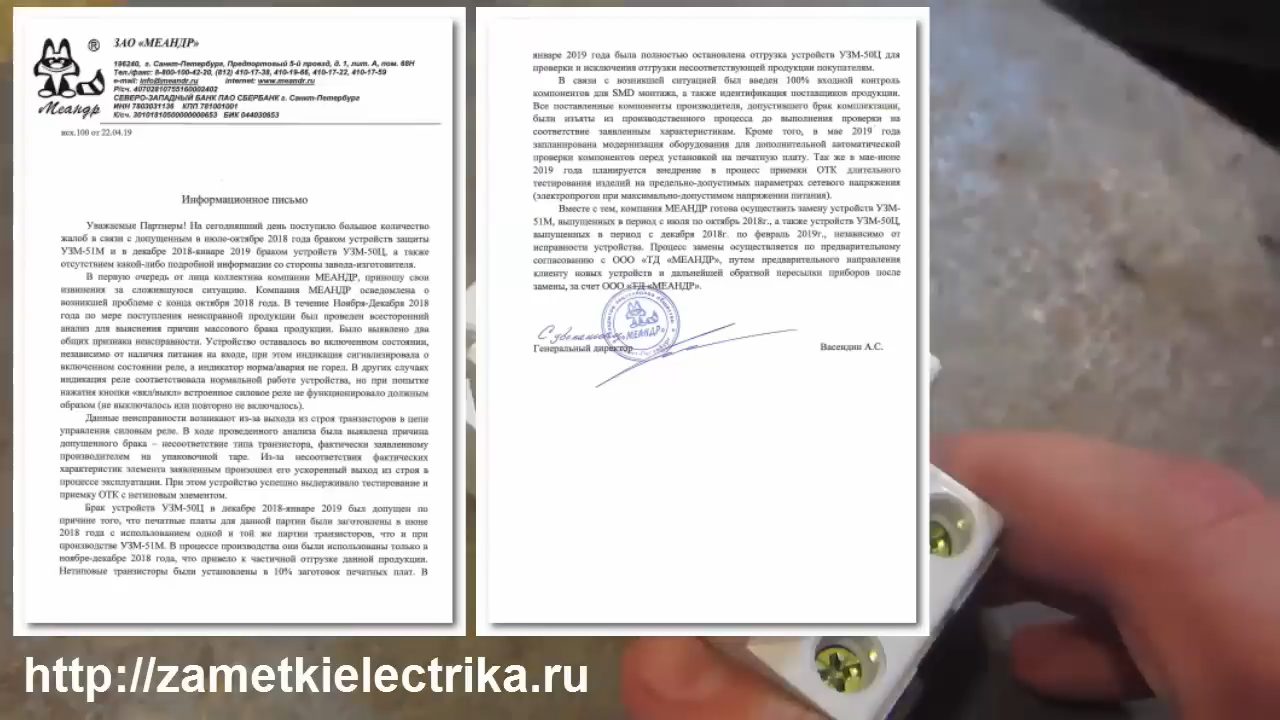 ЗАО «МЕАНДР»
196240, г. Санкт-Петербург, Предпортовый 5-й проезд, д. 1, лит. А, пом. 68Н
Тел./факс: 8-800-100-42-20, (812) 410-17-38, 410-19-66, 410-17-22, 410-17-59
e-mail: info@meandr.ru internet: www.meandr.ru
Р/сч. 40702810755160002402
СЕВЕРО-ЗАПАДНЫЙ БАНК ПАО СБЕРБАНК г. Санкт-Петербург
ИНН 7803031136 КПП 781001001
К/сч. 30101810500000000653 БИК 044030653
®
Меандр
исх.100 от 22.04.19
Информационное письмо
Уважаемые Партнеры! На сегодняшний день поступило большое количество
жалоб в связи с допущенным в июле-октябре 2018 года браком устройств защиты
УЗМ-51М и в декабре 2018-январе 2019 браком устройств УЗМ-50Ц, а также
отсутствием какой-либо подробной информации со стороны завода-изготовителя.
В первую очередь от лица коллектива компании МЕАНДР, приношу свои
извинения за сложившуюся ситуацию. Компания МЕАНДР осведомлена о
возникшей проблеме с конца октября 2018 года. В течение Ноября-Декабря 2018
года по мере поступления неисправной продукции был проведен всесторонний
анализ для выяснения причин массового брака продукции. Было выявлено два
общих признака неисправности. Устройство оставалось во включенном состоянии,
независимо от наличия питания на входе, при этом индикация сигнализировала о
включенном состоянии реле, а индикатор норма/авария не горел. В других случаях
индикация реле соответствовала нормальной работе устройства, но при попытке
нажатия кнопки «вкл/выкл» встроенное силовое реле не функционировало должным
образом (не выключалось или повторно не включалось).
Данные неисправности возникают из-за выхода из строя транзисторов в цепи
управления силовым реле. В ходе проведенного анализа была выявлена причина
допущенного брака – несоответствие типа транзистора, фактически заявленному
производителем на упаковочной таре. Из-за несоответствия фактических
характеристик элемента заявленным произошел его ускоренный выход из строя в
процессе эксплуатации. При этом устройство успешно выдерживало тестирование и
приемку ОТК с нетиповым элементом.
Брак устройств УЗМ-50Ц в декабре 2018-январе 2019 был допущен по
причине того, что печатные платы для данной партии были заготовлены в июне
2018 года с использованием одной и той же партии транзисторов, что и при
производстве УЗМ-51М. В процессе производства они были использованы только в
ноябре-декабре 2018 года, что привело к частичной отгрузке данной продукции.
Нетиповые транзисторы были установлены в 10% заготовок печатных плат. В
январе 2019 года была полностью остановлена отгрузка устройств УЗМ-50Ц для
проверки и исключения отгрузки несоответствующей продукции покупателям.
В связи с возникшей ситуацией был введен 100% входной контроль
компонентов для SMD монтажа, а также идентификация поставщиков продукции.
Все поставленные компоненты производителя, допустившего брак комплектации,
были изъяты из производственного процесса до выполнения проверки на
соответствие заявленным характеристикам. Кроме того, в мае 2019 года
запланирована модернизация оборудования для дополнительной автоматической
проверки компонентов перед установкой на печатную плату. Так же в мае-июне
2019 года планируется внедрение в процесс приемки ОТК длительного
тестирования изделий на предельно-допустимых параметрах сетевого напряжения
(электропрогон при максимально-допустимом напряжении питания).
Вместе с тем, компания МЕАНДР готова осуществить замену устройств УЗМ-
51М, выпущенных в период с июля по октябрь 2018г., а также устройств УЗМ-50Ц,
выпущенных в период с декабря 2018г. по февраль 2019г., независимо от
исправности устройства. Процесс замены осуществляется по предварительному
согласованию с ООО «ТД «МЕАНДР», путем предварительного направления
клиенту новых устройств и дальнейшей обратной пересылки приборов после
замены, за счет ООО «ТД «МЕАНДР».
С уважением,
«МЕАНДР»
Генеральный директор Васендин А.С.
http://zametkielectrika.ru